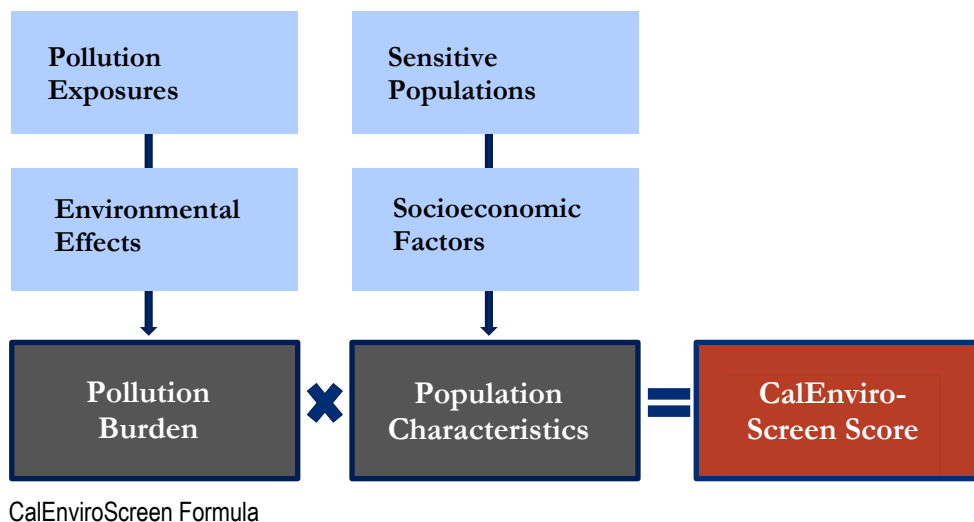 Pollution
Exposures
Sensitive
Populations
Environmental
Effects
Socioeconomic
Factors
Pollution
Burden
Population
Characteristics
CalEnviro-
Screen Score
CalEnviroScreen Formula